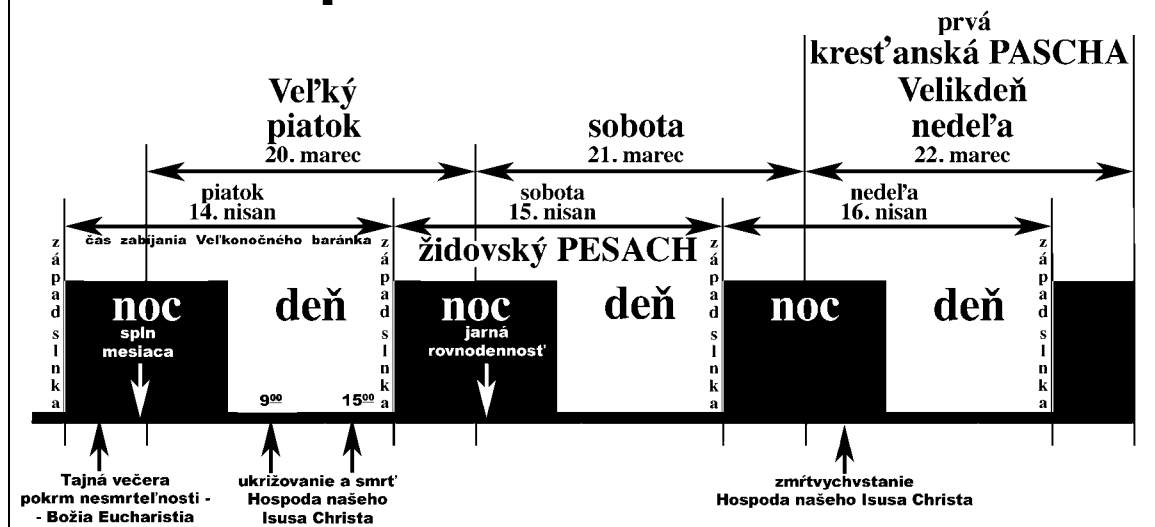 prvá
kresťanská PASCHA
Veľký
piatok
20. marec
sobota
21. marec
Velikdeň
nedeľa
22. marec
piatok
14. nisan
sobota
15. nisan
nedeľa
16. nisan
čas zabíjania Veľkonočného baránka
židovský PESACH
západ slnka
noc
deň
západ slnka
noc
deň
západ slnka
noc
deň
západ slnka
spln
mesiaca
jarná
rovnodennosť
9⁰⁰
15⁰⁰
Tajná večera
pokrm nesmrteľnosti -
- Božia Eucharistia
ukrižovanie a smrť
Hospoda našeho
Isusa Christa
zmŕtvychvstanie
Hospoda našeho Isusa Christa